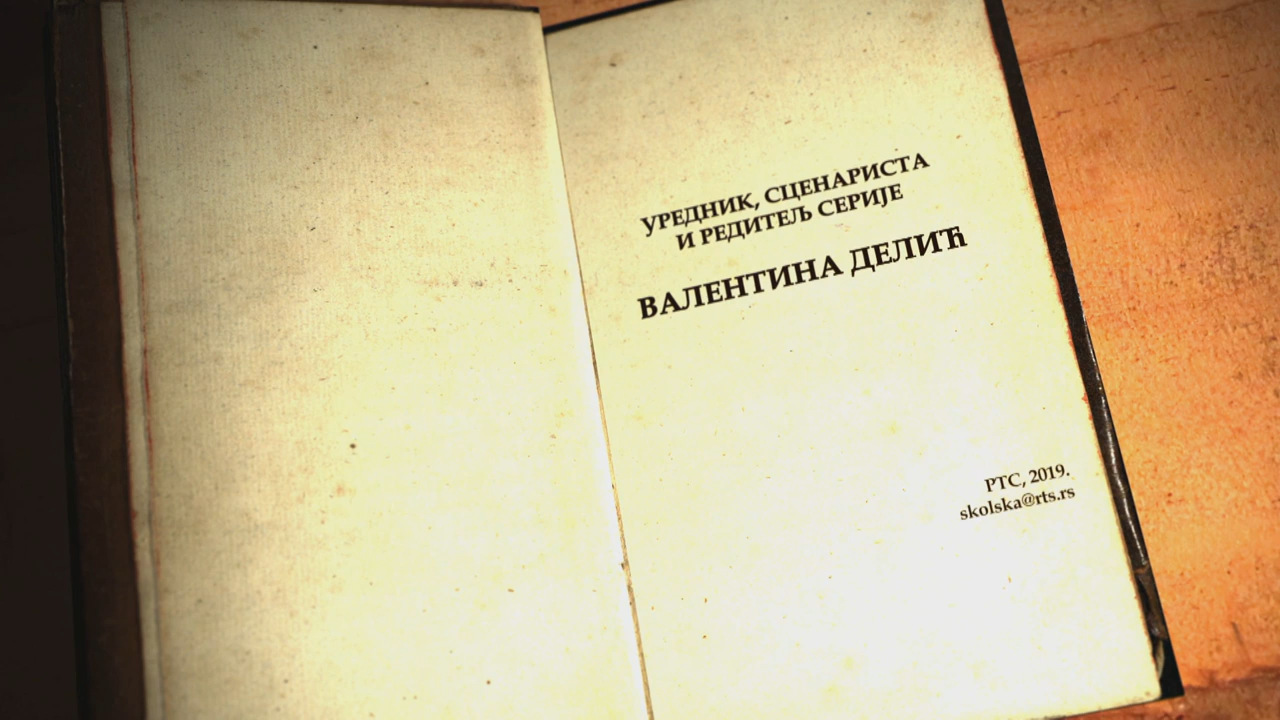 УРЕДНИК, СЦЕНАРИСТА
И РЕДИТЕЉ СЕРИЈЕ
ВАЛЕНТИНА ДЕЛИЋ
РТС, 2019.
skolska@rts.rs